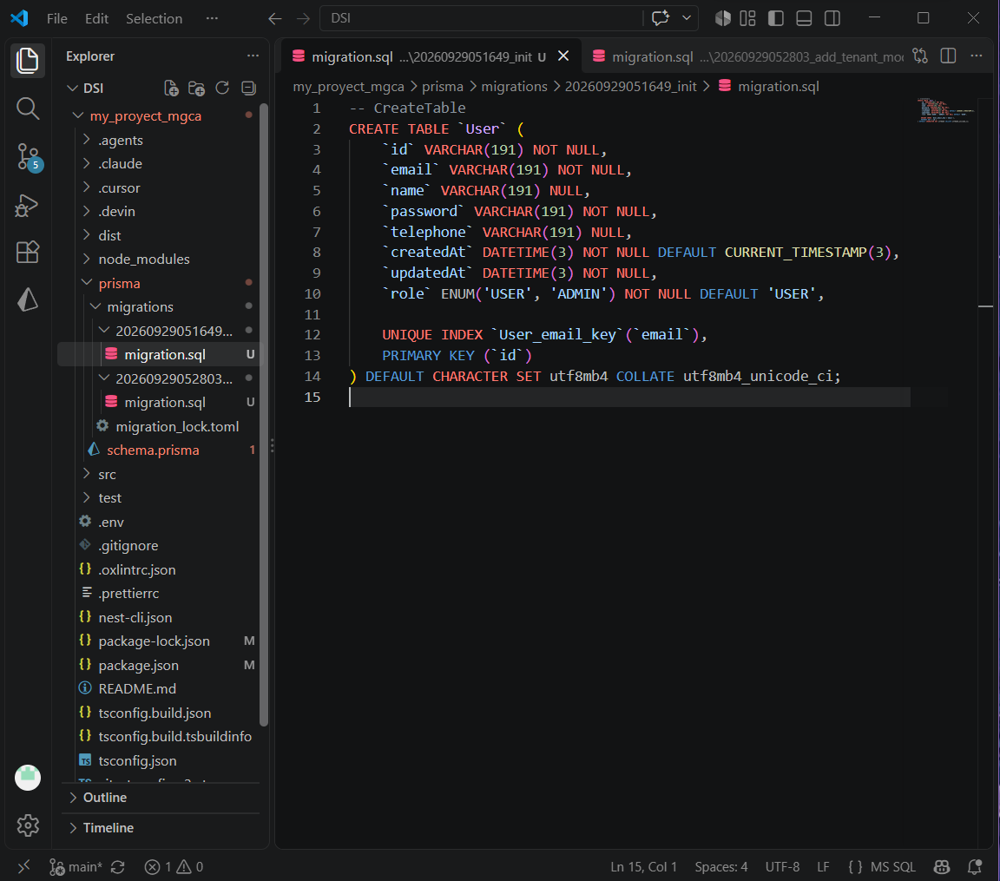 File Edit Selection ··· DSI
Explorer ···
DSI
my_proyect_mgca
.agents
.claude
.cursor
.devin
dist
node_modules
prisma
migrations
20260929051649...
migration.sql U
20260929052803...
migration.sql U
migration_lock.toml
schema.prisma 1
src
test
.env
.gitignore
.oxlintrc.json
.prettierrc
nest-cli.json
package-lock.json M
package.json M
README.md
tsconfig.build.json
tsconfig.build.tsbuildinfo
tsconfig.json
Outline
Timeline
5
migration.sql ...\20260929051649_init U
migration.sql ...\20260929052803_add_tenant_mod
my_proyect_mgca > prisma > migrations > 20260929051649_init > migration.sql
1 -- CreateTable
2 CREATE TABLE `User` (
3 `id` VARCHAR(191) NOT NULL,
4 `email` VARCHAR(191) NOT NULL,
5 `name` VARCHAR(191) NULL,
6 `password` VARCHAR(191) NOT NULL,
7 `telephone` VARCHAR(191) NULL,
8 `createdAt` DATETIME(3) NOT NULL DEFAULT CURRENT_TIMESTAMP(3),
9 `updatedAt` DATETIME(3) NOT NULL,
10 `role` ENUM('USER', 'ADMIN') NOT NULL DEFAULT 'USER',
11
12 UNIQUE INDEX `User_email_key`(`email`),
13 PRIMARY KEY (`id`)
14 ) DEFAULT CHARACTER SET utf8mb4 COLLATE utf8mb4_unicode_ci;
15
main* 1 0 Ln 15, Col 1 Spaces: 4 UTF-8 LF {} MS SQL